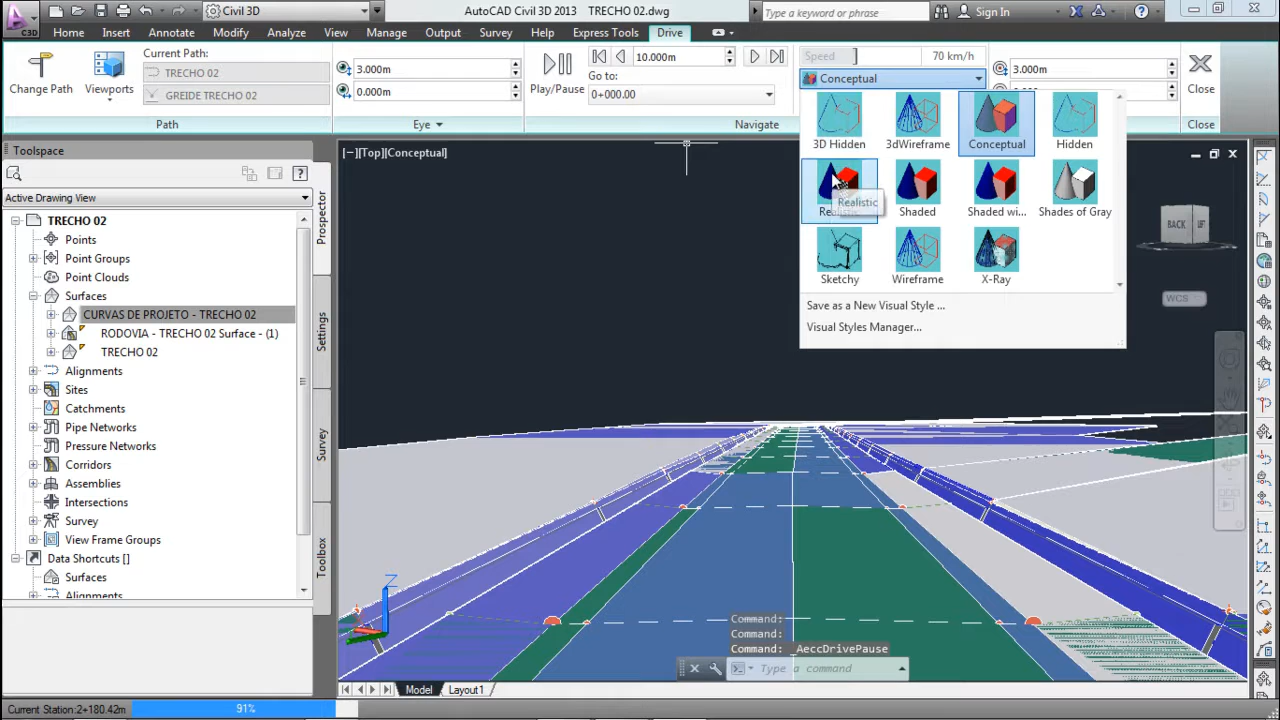 Civil 3D
AutoCAD Civil 3D 2013 TRECHO 02.dwg
Type a keyword or phrase
Sign In
C3D
Home Insert Annotate Modify Analyze View Manage Output Survey Help Express Tools Drive
Change Path
Viewports
Current Path:
TRECHO 02
GREIDE TRECHO 02
Path
3.000m
0.000m
Eye
Play/Pause
10.000m
Go to:
0+000.00
Navigate
Speed 70 km/h
Conceptual
3.000m
Close
Close
3D Hidden 3dWireframe Conceptual Hidden
Realistic Shaded Shaded wi... Shades of Gray
Sketchy Wireframe X-Ray
Save as a New Visual Style ...
Visual Styles Manager...
Toolspace
Active Drawing View
TRECHO 02
Points
Point Groups
Point Clouds
Surfaces
CURVAS DE PROJETO - TRECHO 02
RODOVIA - TRECHO 02 Surface - (1)
TRECHO 02
Alignments
Sites
Catchments
Pipe Networks
Pressure Networks
Corridors
Assemblies
Intersections
Survey
View Frame Groups
Data Shortcuts []
Surfaces
Alignments
Prospector
Settings
Survey
Toolbox
[−][Top][Conceptual]
BACK
WCS
Z
Command:
Command:
Command: _AeccDrivePause
Type a command
Model Layout1
Current Station:2+180.42m 91%